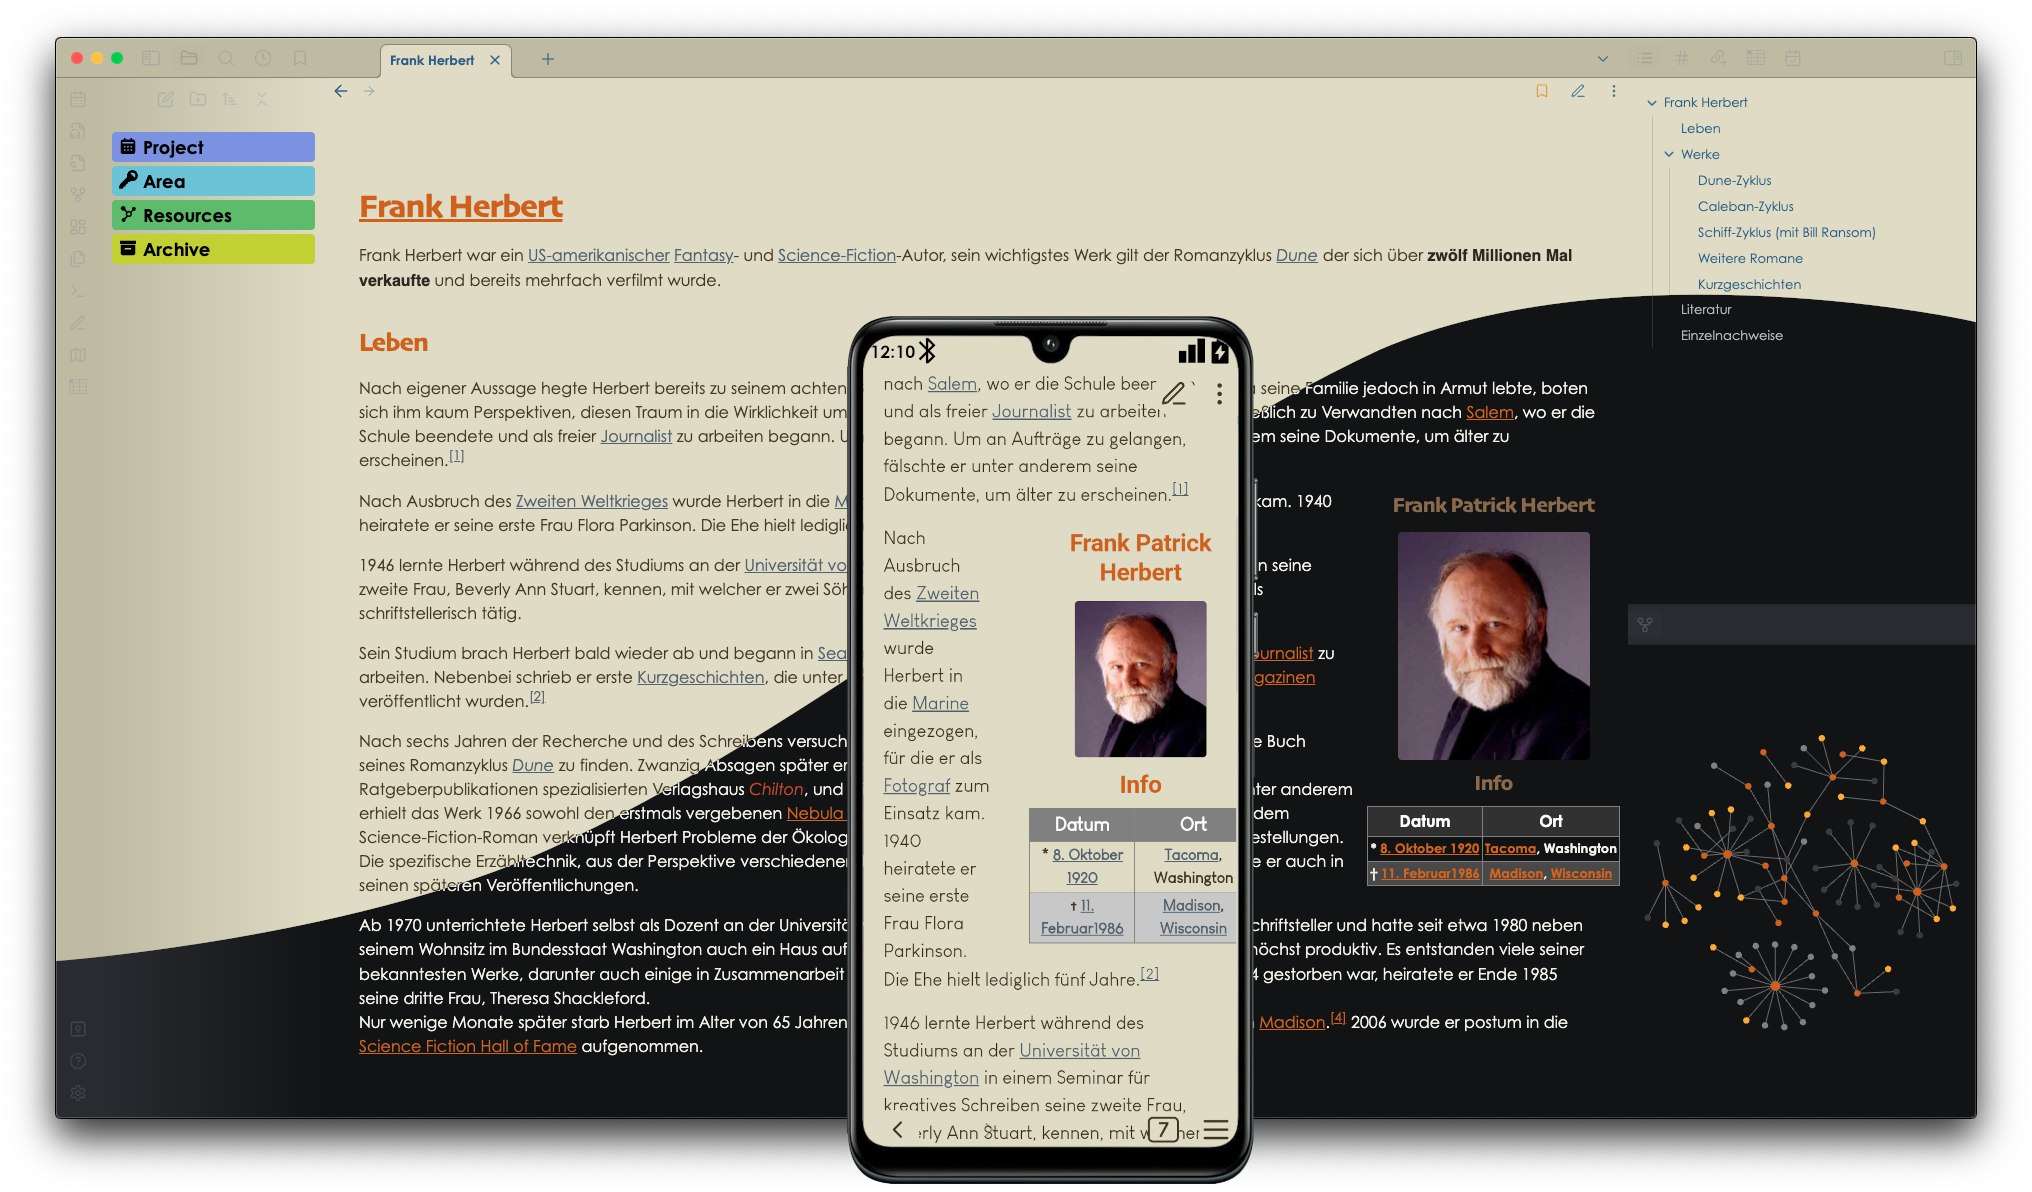 Frank Herbert
Project
Area
Resources
Archive
Frank Herbert
Frank Herbert war ein US-amerikanischer Fantasy- und Science-Fiction-Autor, sein wichtigstes Werk gilt der Romanzyklus Dune der sich über zwölf Millionen Mal
verkaufte und bereits mehrfach verfilmt wurde.
Leben
Nach eigener Aussage hegte Herbert bereits zu seinem achten
sich ihm kaum Perspektiven, diesen Traum in die Wirklichkeit um
Schule beendete und als freier Journalist zu arbeiten begann. U
erscheinen.[1]
Nach Ausbruch des Zweiten Weltkrieges wurde Herbert in die M
heiratete er seine erste Frau Flora Parkinson. Die Ehe hielt ledigli
1946 lernte Herbert während des Studiums an der Universität vo
zweite Frau, Beverly Ann Stuart, kennen, mit welcher er zwei Söh
schriftstellerisch tätig.
Sein Studium brach Herbert bald wieder ab und begann in Sea
arbeiten. Nebenbei schrieb er erste Kurzgeschichten, die unter
veröffentlicht wurden.[2]
Nach sechs Jahren der Recherche und des Schreibens versuch
seines Romanzyklus Dune zu finden. Zwanzig Absagen später er
Ratgeberpublikationen spezialisierten Verlagshaus Chilton, und
erhielt das Werk 1966 sowohl den erstmals vergebenen Nebula
Science-Fiction-Roman verknüpft Herbert Probleme der Ökolog
Die spezifische Erzähltechnik, aus der Perspektive verschiedener
seinen späteren Veröffentlichungen.
Ab 1970 unterrichtete Herbert selbst als Dozent an der Universitä
seinem Wohnsitz im Bundesstaat Washington auch ein Haus auf
bekanntesten Werke, darunter auch einige in Zusammenarbeit
seine dritte Frau, Theresa Shackleford.
Nur wenige Monate später starb Herbert im Alter von 65 Jahren
Science Fiction Hall of Fame aufgenommen.
12:10
nach Salem, wo er die Schule been
und als freier Journalist zu arbeiten
begann. Um an Aufträge zu gelangen,
fälschte er unter anderem seine
Dokumente, um älter zu erscheinen.[1]
Nach
Ausbruch
des Zweiten
Weltkrieges
wurde
Herbert in
die Marine
eingezogen,
für die er als
Fotograf zum
Einsatz kam.
1940
heiratete er
seine erste
Frau Flora
Parkinson.
Die Ehe hielt lediglich fünf Jahre.[2]
Frank Patrick
Herbert
Info
Datum Ort
* 8. Oktober 1920 Tacoma, Washington
† 11. Februar1986 Madison, Wisconsin
1946 lernte Herbert während des
Studiums an der Universität von
Washington in einem Seminar für
kreatives Schreiben seine zweite Frau,
erly Ann Stuart, kennen, mit w her
7
seine Familie jedoch in Armut lebte, boten
eßlich zu Verwandten nach Salem, wo er die
em seine Dokumente, um älter zu
kam. 1940
n seine
ls
ournalist zu
gazinen
e Buch
ter anderem
dem
estellungen.
e er auch in
chriftsteller und hatte seit etwa 1980 neben
höchst produktiv. Es entstanden viele seiner
4 gestorben war, heiratete er Ende 1985
Madison.[4] 2006 wurde er postum in die
Frank Patrick Herbert
Info
Datum Ort
* 8. Oktober 1920 Tacoma, Washington
† 11. Februar1986 Madison, Wisconsin
Frank Herbert
Leben
Werke
Dune-Zyklus
Caleban-Zyklus
Schiff-Zyklus (mit Bill Ransom)
Weitere Romane
Kurzgeschichten
Literatur
Einzelnachweise